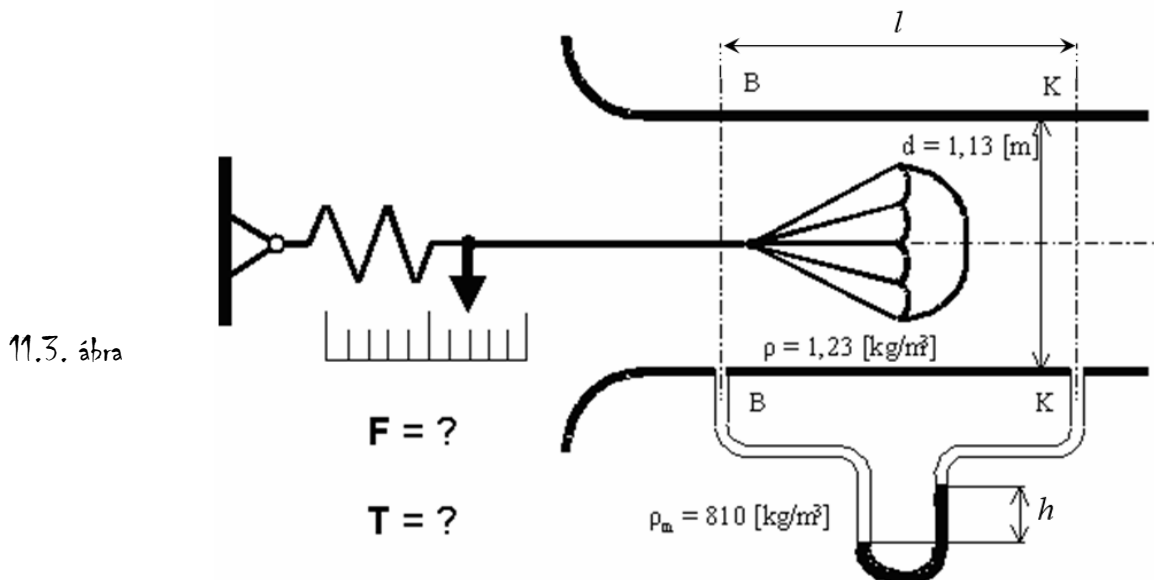 l
B K
d = 1,13 [m]
11.3. ábra
ρ = 1,23 [kg/m³]
B K
F = ?
T = ?
ρₘ = 810 [kg/m³]
h